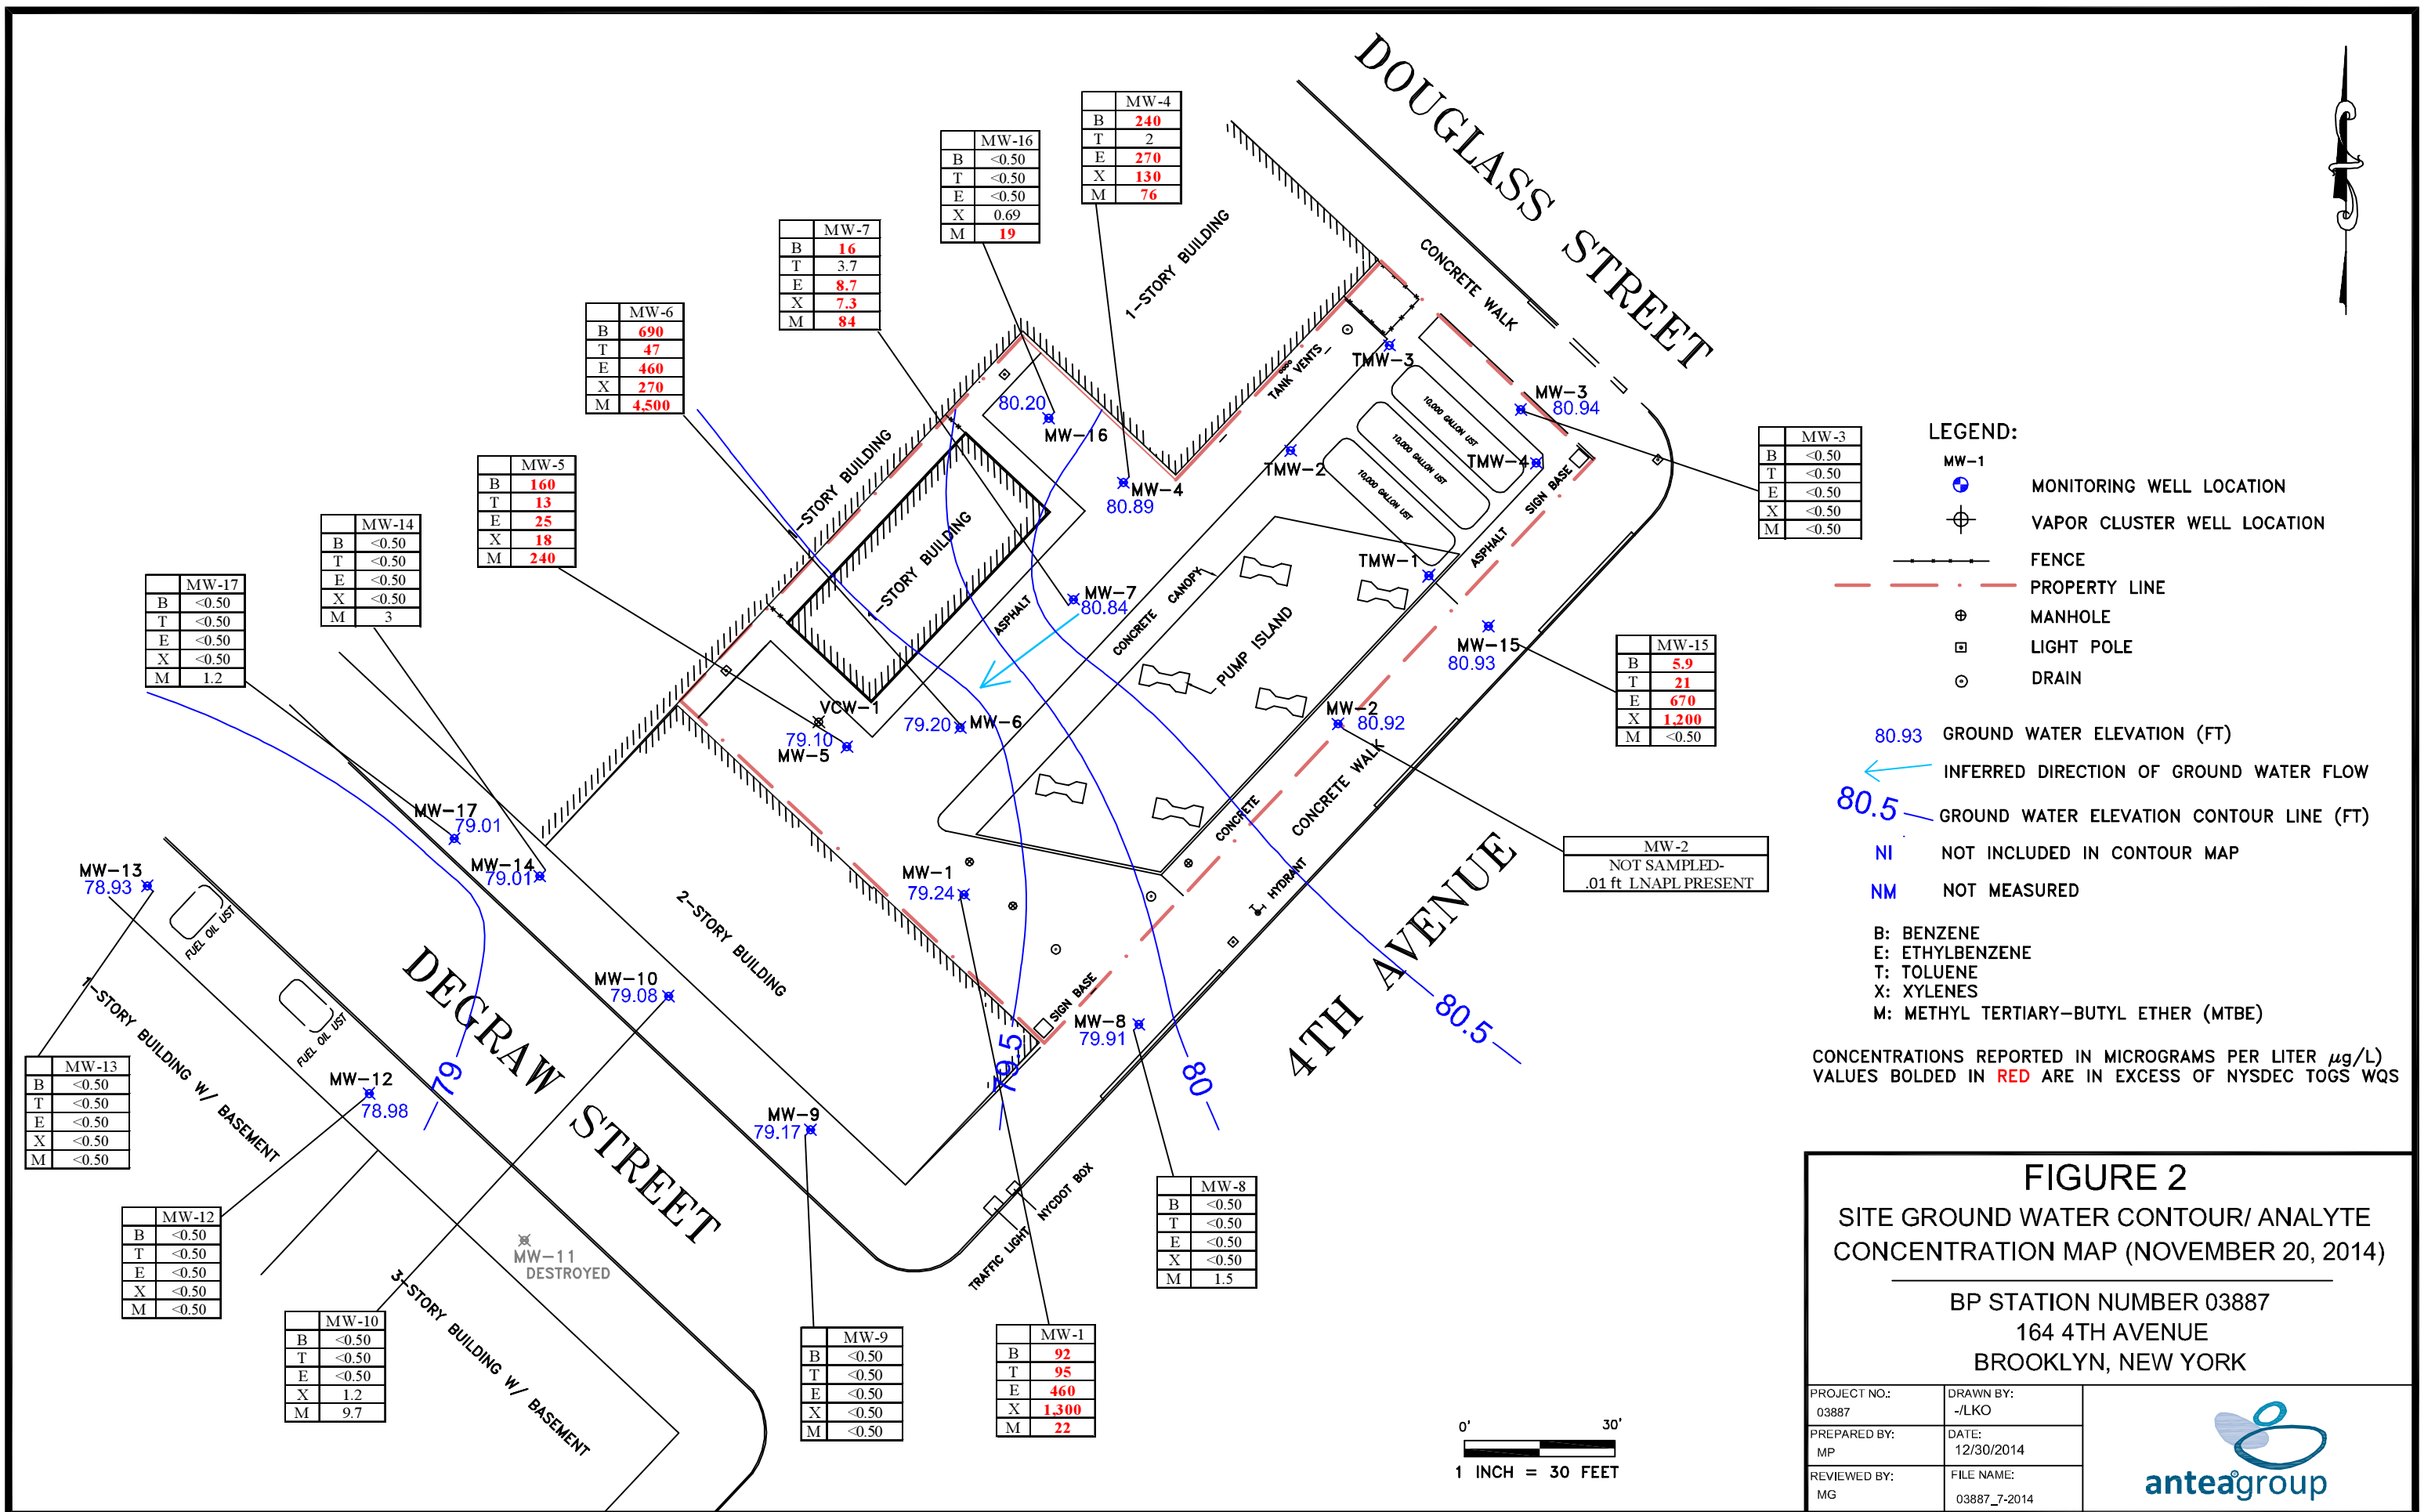 DOUGLASS STREET
CONCRETE WALK
MW-4
B 240
T 2
E 270
X 130
M 76
MW-16
B <0.50
T <0.50
E <0.50
X 0.69
M 19
MW-7
B 16
T 3.7
E 8.7
X 7.3
M 84
MW-6
B 690
T 47
E 460
X 270
M 4,500
MW-5
B 160
T 13
E 25
X 18
M 240
MW-14
B <0.50
T <0.50
E <0.50
X <0.50
M 3
MW-17
B <0.50
T <0.50
E <0.50
X <0.50
M 1.2
1-STORY BUILDING
TANK VENTS
TMW-3
MW-3
80.94
10,000 GALLON UST
10,000 GALLON UST
10,000 GALLON UST
TMW-4
SIGN BASE
TMW-2
80.20
MW-16
MW-4
80.89
1-STORY BUILDING
1-STORY BUILDING
ASPHALT
MW-7
80.84
CONCRETE
CANOPY
PUMP ISLAND
TMW-1
ASPHALT
MW-15
80.93
MW-3
B <0.50
T <0.50
E <0.50
X <0.50
M <0.50
MW-15
B 5.9
T 21
E 670
X 1,200
M <0.50
VCW-1
79.10
MW-5
79.20
MW-6
MW-2
80.92
CONCRETE WALK
CONCRETE
HYDRANT
MW-2
NOT SAMPLED-
.01 ft LNAPL PRESENT
4TH AVENUE
MW-17
79.01
MW-14
79.01
MW-13
78.93
FUEL OIL UST
FUEL OIL UST
1-STORY BUILDING W/ BASEMENT
DEGRAW STREET
2-STORY BUILDING
MW-1
79.24
MW-10
79.08
SIGN BASE
MW-8
79.91
79
79.5
80
80.5
MW-12
78.98
MW-9
79.17
MW-11
DESTROYED
3-STORY BUILDING W/ BASEMENT
NYCDOT BOX
TRAFFIC LIGHT
MW-13
B <0.50
T <0.50
E <0.50
X <0.50
M <0.50
MW-12
B <0.50
T <0.50
E <0.50
X <0.50
M <0.50
MW-10
B <0.50
T <0.50
E <0.50
X 1.2
M 9.7
MW-9
B <0.50
T <0.50
E <0.50
X <0.50
M <0.50
MW-1
B 92
T 95
E 460
X 1,300
M 22
MW-8
B <0.50
T <0.50
E <0.50
X <0.50
M 1.5
0' 30'
1 INCH = 30 FEET
LEGEND:
MW-1
MONITORING WELL LOCATION
VAPOR CLUSTER WELL LOCATION
FENCE
PROPERTY LINE
MANHOLE
LIGHT POLE
DRAIN
80.93 GROUND WATER ELEVATION (FT)
INFERRED DIRECTION OF GROUND WATER FLOW
80.5 GROUND WATER ELEVATION CONTOUR LINE (FT)
NI NOT INCLUDED IN CONTOUR MAP
NM NOT MEASURED
B: BENZENE
E: ETHYLBENZENE
T: TOLUENE
X: XYLENES
M: METHYL TERTIARY-BUTYL ETHER (MTBE)
CONCENTRATIONS REPORTED IN MICROGRAMS PER LITER µg/L)
VALUES BOLDED IN RED ARE IN EXCESS OF NYSDEC TOGS WQS
FIGURE 2
SITE GROUND WATER CONTOUR/ ANALYTE
CONCENTRATION MAP (NOVEMBER 20, 2014)
BP STATION NUMBER 03887
164 4TH AVENUE
BROOKLYN, NEW YORK
PROJECT NO.:
03887
DRAWN BY:
-/LKO
PREPARED BY:
MP
DATE:
12/30/2014
REVIEWED BY:
MG
FILE NAME:
03887_7-2014
anteagroup